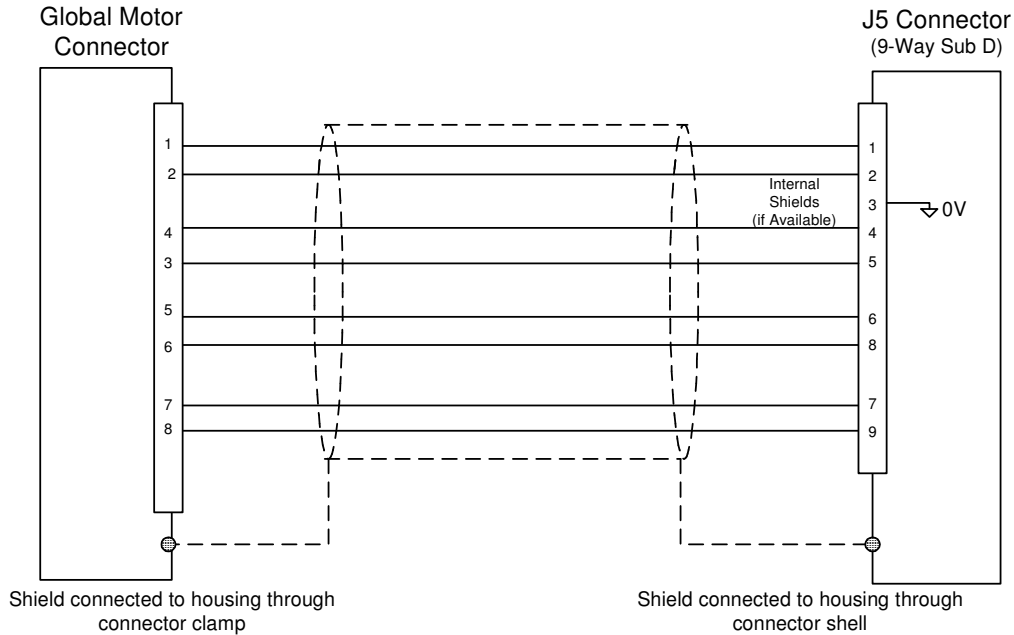 Global Motor
Connector
J5 Connector
(9-Way Sub D)
1
1
2
2
Internal
Shields
(if Available)
3
0V
4
4
3
5
5
6
6
8
7
7
8
9
Shield connected to housing through
connector clamp
Shield connected to housing through
connector shell